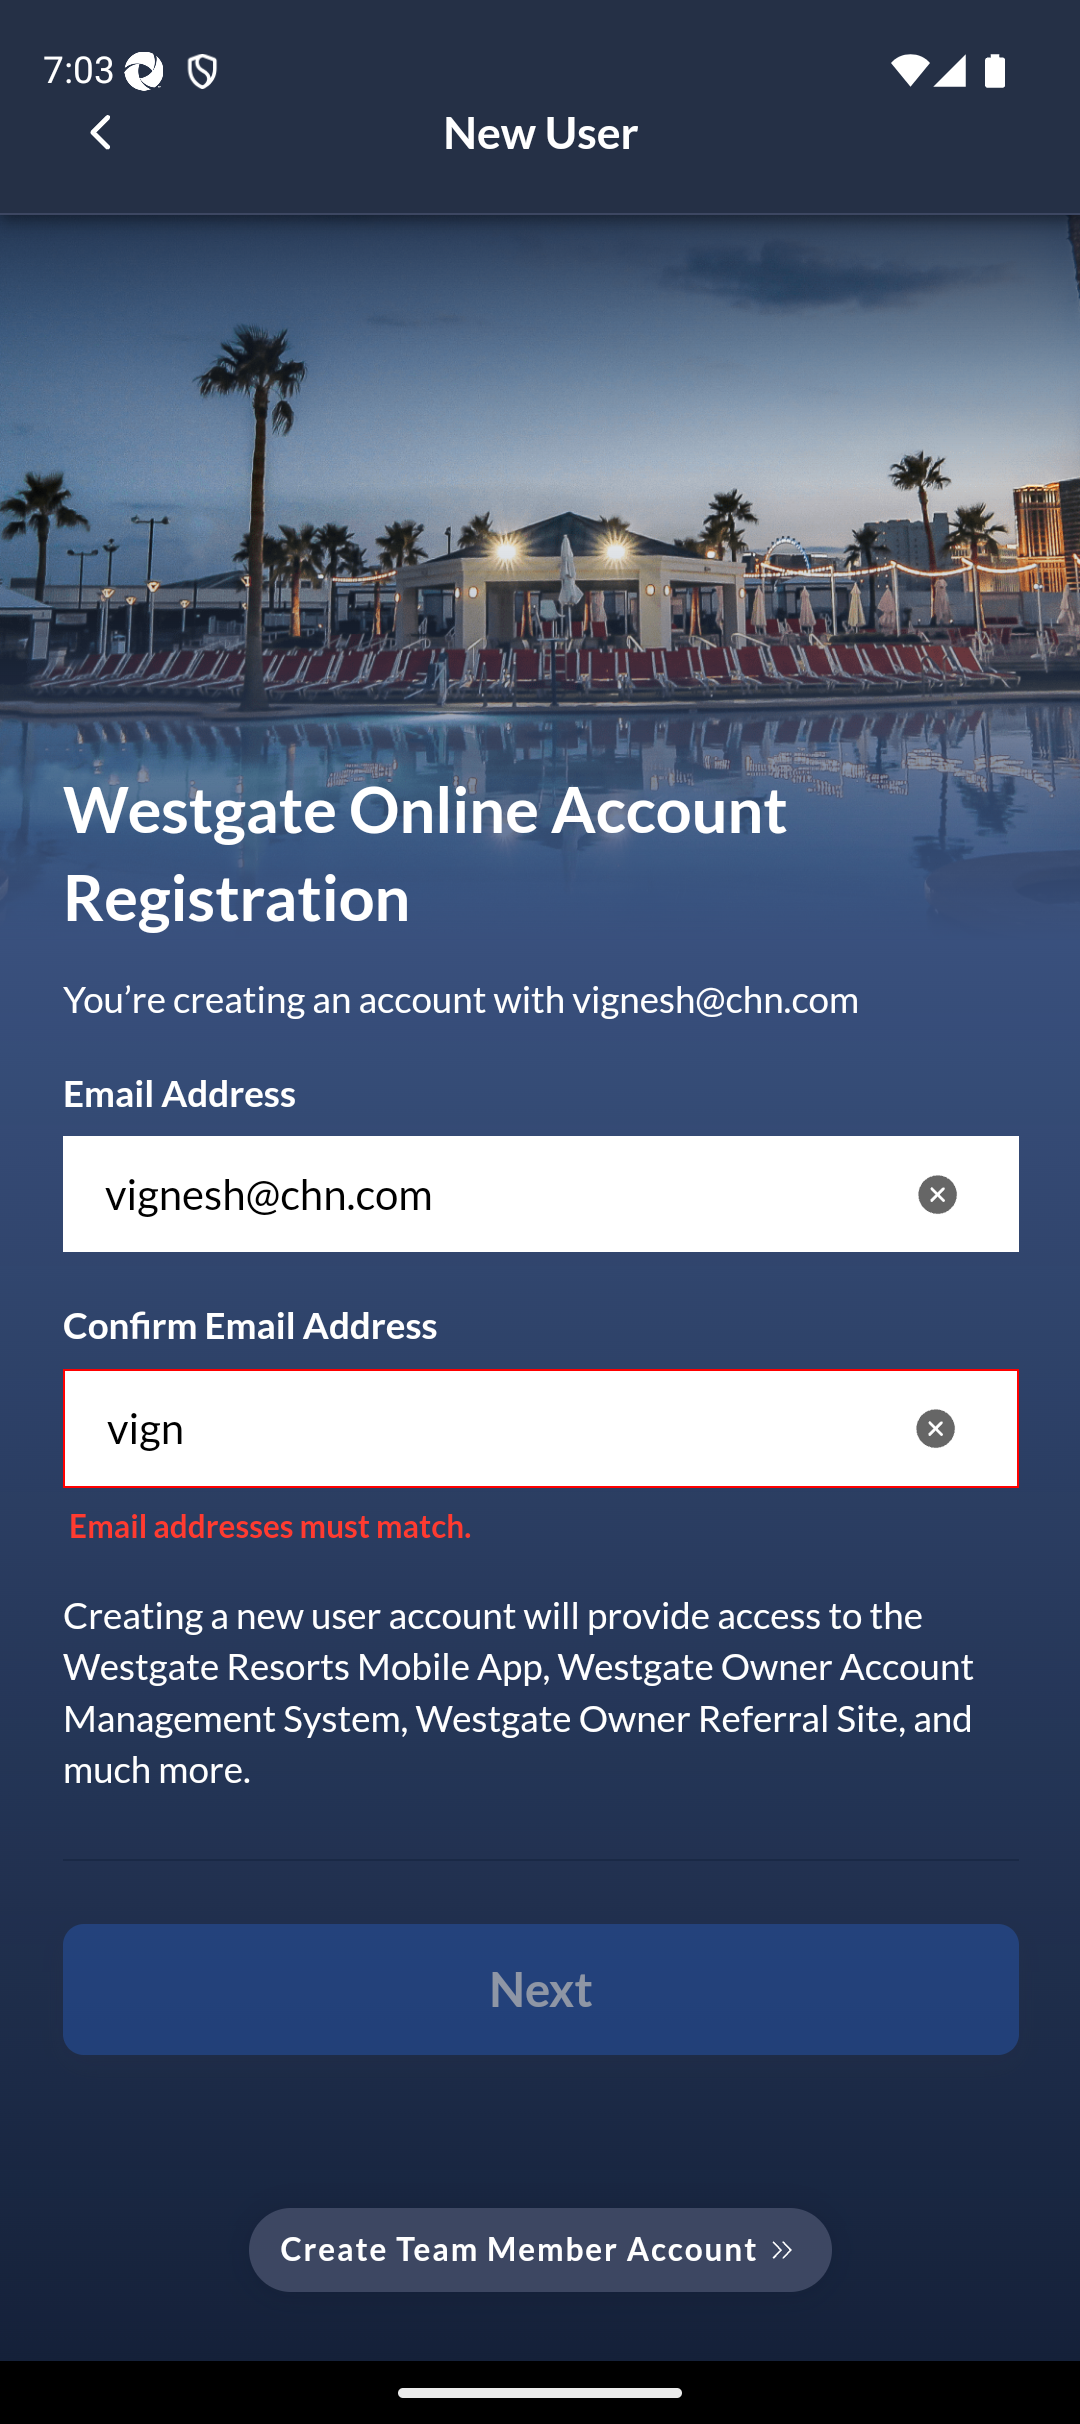 7:03
New User
Westgate Online Account
Registration
You’re creating an account with vignesh@chn.com
Email Address
vignesh@chn.com
Confirm Email Address
vign
Email addresses must match.
Creating a new user account will provide access to the
Westgate Resorts Mobile App, Westgate Owner Account
Management System, Westgate Owner Referral Site, and
much more.
Next
Create Team Member Account